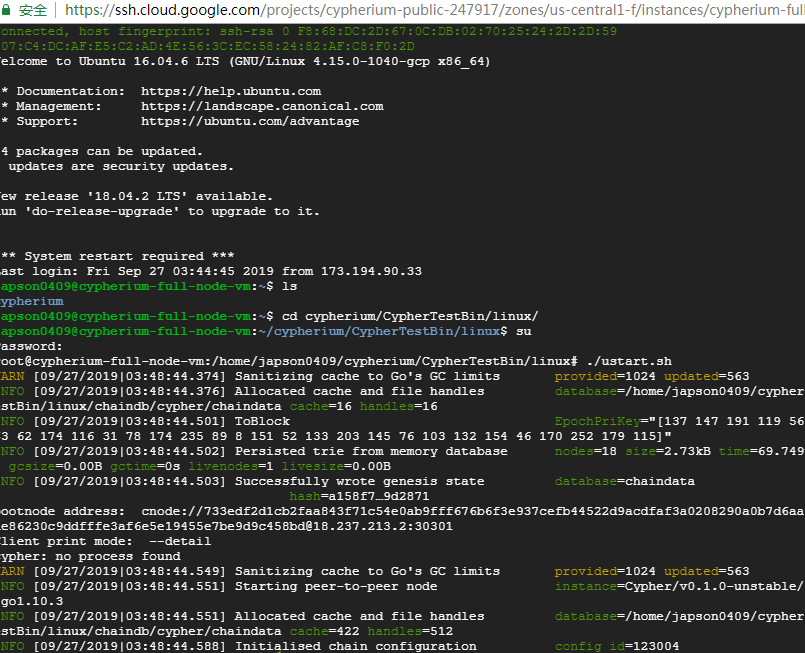 安全 https://ssh.cloud.google.com/projects/cypherium-public-247917/zones/us-central1-f/instances/cypherium-full
onnected, host fingerprint: ssh-rsa 0 F8:68:DC:2D:67:0C:DB:02:70:25:24:2D:2D:59
07:C4:DC:AF:E5:C2:AD:4E:56:3C:EC:58:24:82:AF:C8:F0:2D
elcome to Ubuntu 16.04.6 LTS (GNU/Linux 4.15.0-1040-gcp x86_64)
* Documentation: https://help.ubuntu.com
* Management: https://landscape.canonical.com
* Support: https://ubuntu.com/advantage
4 packages can be updated.
updates are security updates.
ew release '18.04.2 LTS' available.
un 'do-release-upgrade' to upgrade to it.
** System restart required ***
ast login: Fri Sep 27 03:44:45 2019 from 173.194.90.33
apson0409@cypherium-full-node-vm:~$ ls
ypherium
apson0409@cypherium-full-node-vm:~$ cd cypherium/CypherTestBin/linux/
apson0409@cypherium-full-node-vm:~/cypherium/CypherTestBin/linux$ su
assword:
oot@cypherium-full-node-vm:/home/japson0409/cypherium/CypherTestBin/linux# ./ustart.sh
ARN [09/27/2019|03:48:44.374] Sanitizing cache to Go's GC limits provided=1024 updated=563
NFO [09/27/2019|03:48:44.376] Allocated cache and file handles database=/home/japson0409/cypher
stBin/linux/chaindb/cypher/chaindata cache=16 handles=16
NFO [09/27/2019|03:48:44.501] ToBlock EpochPriKey="[137 147 191 119 56
3 62 174 116 31 78 174 235 89 8 151 52 133 203 145 76 103 132 154 46 170 252 179 115]"
NFO [09/27/2019|03:48:44.502] Persisted trie from memory database nodes=18 size=2.73kB time=69.749
gcsize=0.00B gctime=0s livenodes=1 livesize=0.00B
NFO [09/27/2019|03:48:44.503] Successfully wrote genesis state database=chaindata
hash=a158f7…9d2871
ootnode address: cnode://733edf2d1cb2faa843f71c54e0ab9fff676b6f3e937cefb44522d9acdfaf3a0208290a0b7d6aa
e86230c9ddfffe3af6e5e19455e7be9d9c458bd@18.237.213.2:30301
lient print mode: --detail
ypher: no process found
ARN [09/27/2019|03:48:44.549] Sanitizing cache to Go's GC limits provided=1024 updated=563
NFO [09/27/2019|03:48:44.551] Starting peer-to-peer node instance=Cypher/v0.1.0-unstable/
go1.10.3
NFO [09/27/2019|03:48:44.551] Allocated cache and file handles database=/home/japson0409/cypher
stBin/linux/chaindb/cypher/chaindata cache=422 handles=512
NFO [09/27/2019|03:48:44.588] Initialised chain configuration config id=123004